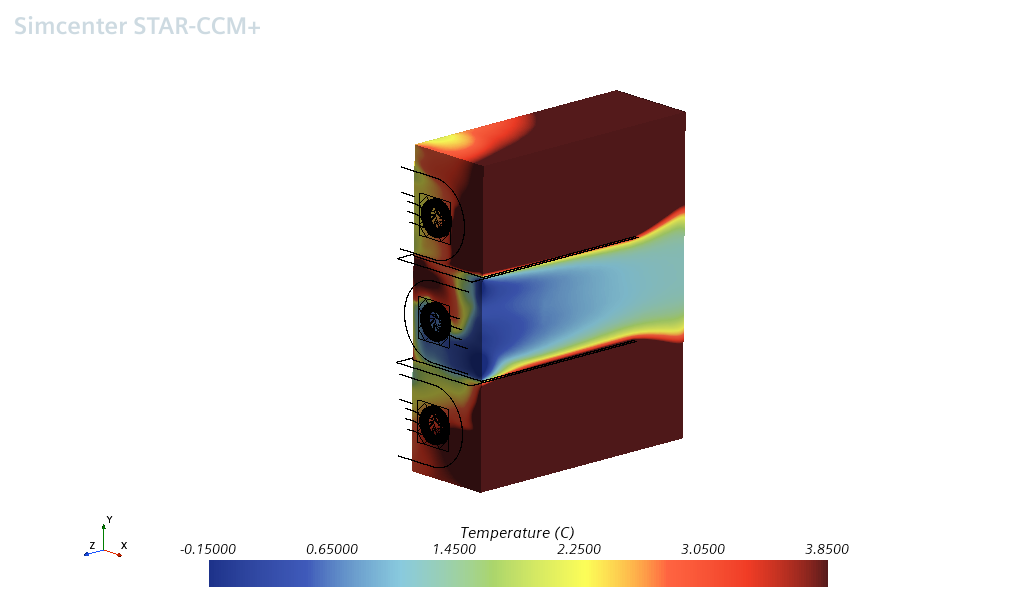 Simcenter STAR-CCM+
Y
Z X
Temperature (C)
-0.15000 0.65000 1.4500 2.2500 3.0500 3.8500